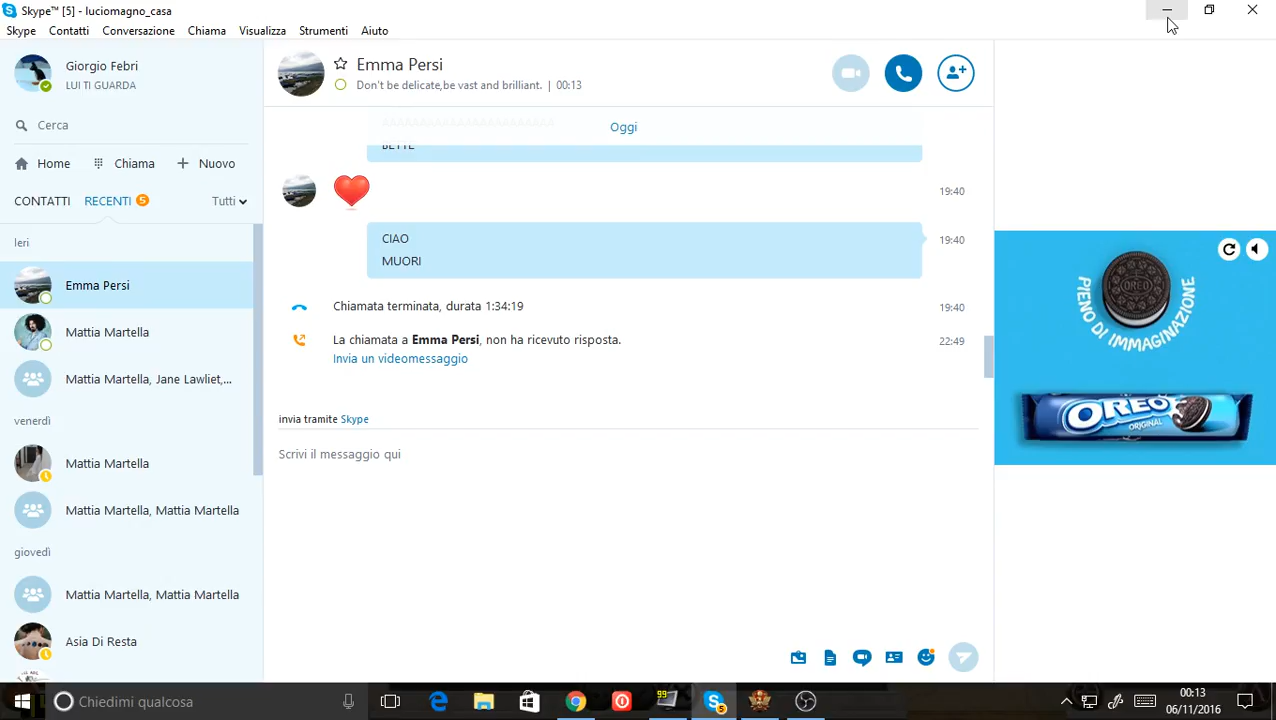 Skype™ [5] - luciomagno_casa
Skype Contatti Conversazione Chiama Visualizza Strumenti Aiuto
Giorgio Febri
LUI TI GUARDA
Cerca
Home Chiama Nuovo
CONTATTI RECENTI 5 Tutti
Ieri
Emma Persi
Mattia Martella
Mattia Martella, Jane Lawliet,...
venerdì
Mattia Martella
Mattia Martella, Mattia Martella
giovedì
Mattia Martella, Mattia Martella
Asia Di Resta
Emma Persi
Don't be delicate,be vast and brilliant. | 00:13
Oggi
BETTE
19:40
CIAO
MUORI
19:40
Chiamata terminata, durata 1:34:19
19:40
La chiamata a Emma Persi, non ha ricevuto risposta.
22:49
Invia un videomessaggio
invia tramite Skype
Scrivi il messaggio qui
PIENO DI IMMAGINAZIONE
OREO
OREO
ORIGINAL
Chiedimi qualcosa
99
5
00:13
06/11/2016